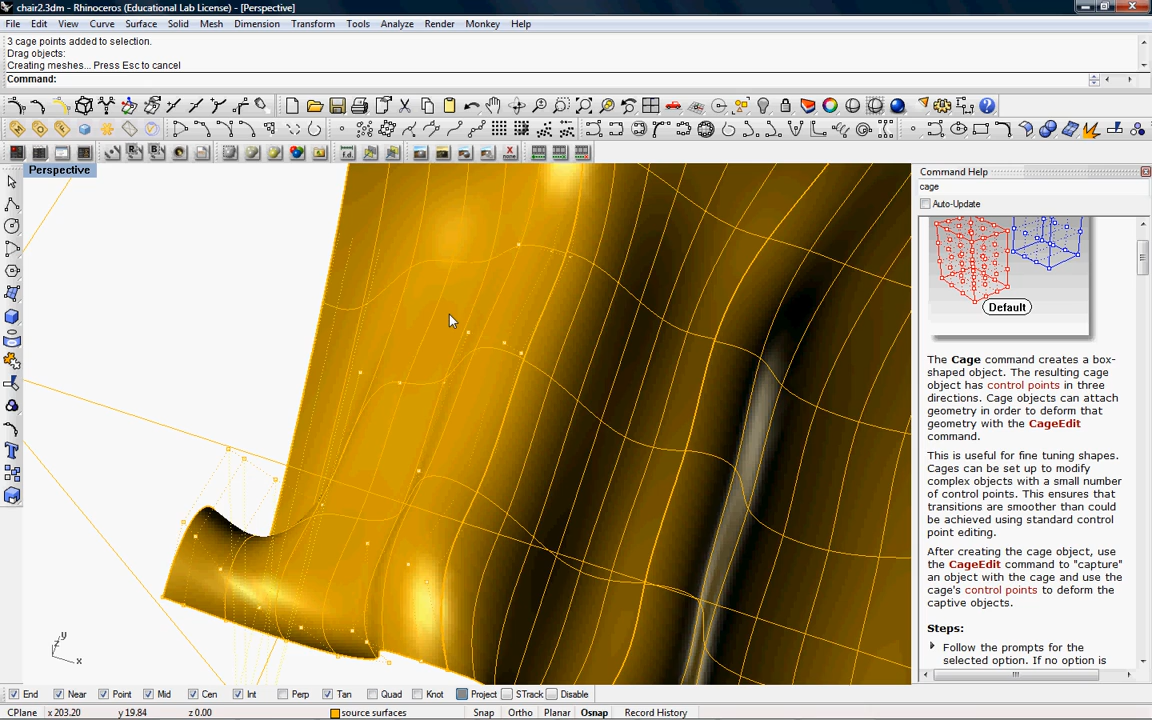 chair2.3dm - Rhinoceros (Educational Lab License) - [Perspective]
File Edit View Curve Surface Solid Mesh Dimension Transform Tools Analyze Render Monkey Help
3 cage points added to selection.
Drag objects:
Creating meshes... Press Esc to cancel
Command:
Perspective
Command Help
cage
Auto-Update
Default
The Cage command creates a box-
shaped object. The resulting cage
object has control points in three
directions. Cage objects can attach
geometry in order to deform that
geometry with the CageEdit
command.
This is useful for fine tuning shapes.
Cages can be set up to modify
complex objects with a small number
of control points. This ensures that
transitions are smoother than could
be achieved using standard control
point editing.
After creating the cage object, use
the CageEdit command to "capture"
an object with the cage and use the
cage's control points to deform the
captive objects.
Steps:
Follow the prompts for the
selected option. If no option is
y
z
x
End Near Point Mid Cen Int Perp Tan Quad Knot Project STrack Disable
CPlane x 203.20 y 19.84 z 0.00 source surfaces Snap Ortho Planar Osnap Record History